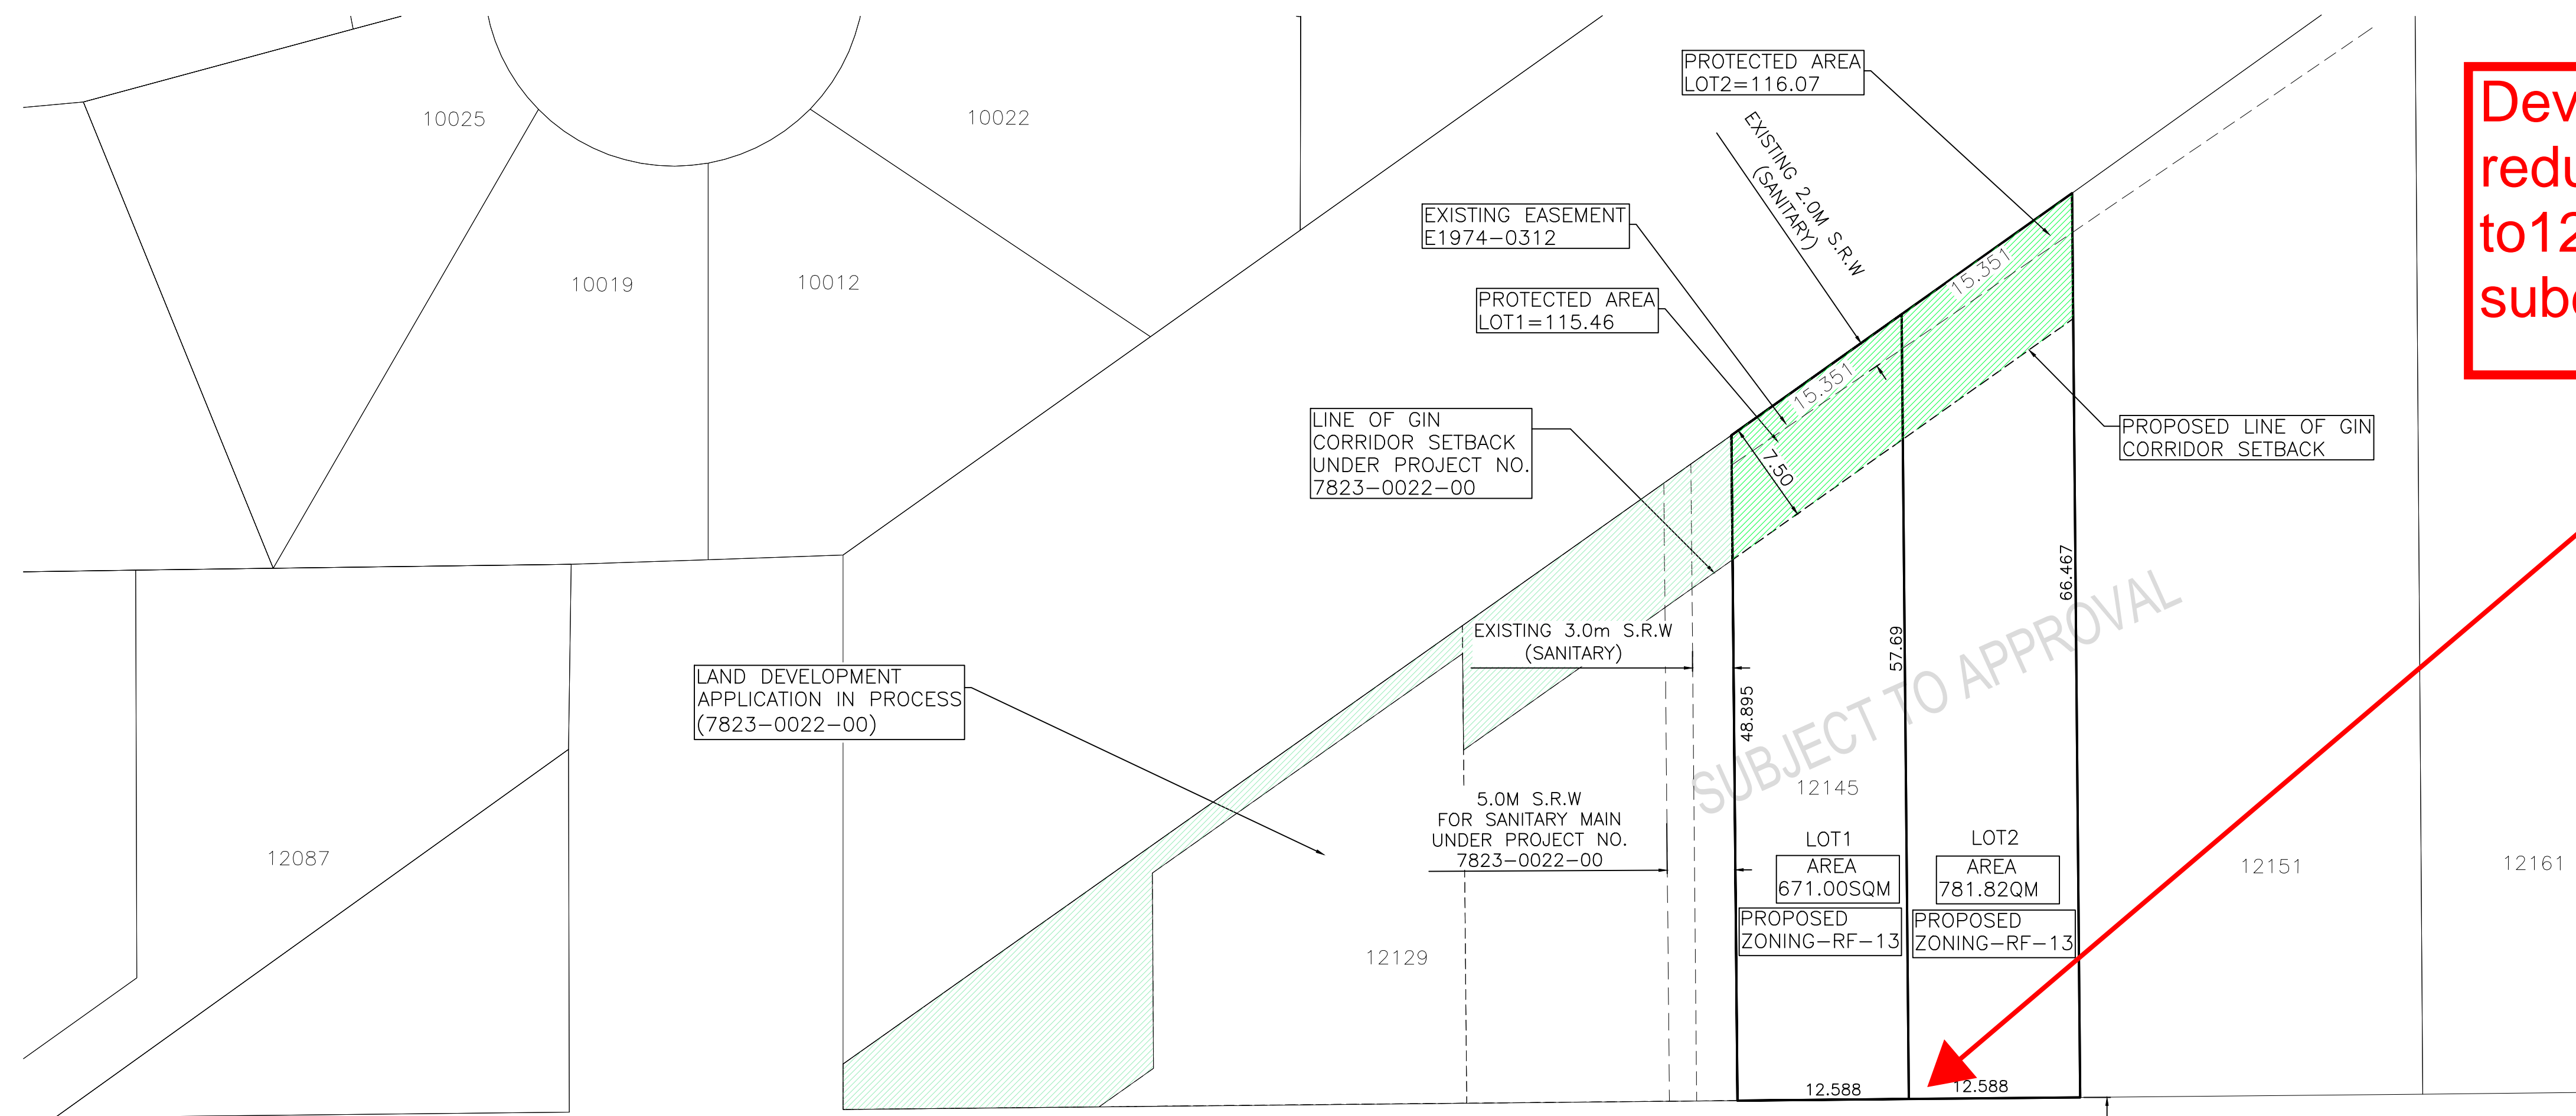 10025
10022
10019
10012
PROTECTED AREA
LOT2=116.07
EXISTING 2.0M S.R.W
(SANITARY)
EXISTING EASEMENT
E1974-0312
PROTECTED AREA
LOT1=115.46
15.351
15.351
7.50
LINE OF GIN
CORRIDOR SETBACK
UNDER PROJECT NO.
7823-0022-00
PROPOSED LINE OF GIN
CORRIDOR SETBACK
EXISTING 3.0m S.R.W
(SANITARY)
LAND DEVELOPMENT
APPLICATION IN PROCESS
(7823-0022-00)
48.895
57.69
66.467
SUBJECT TO APPROVAL
5.0M S.R.W
FOR SANITARY MAIN
UNDER PROJECT NO.
7823-0022-00
12145
LOT1
AREA
671.00SQM
PROPOSED
ZONING-RF-13
LOT2
AREA
781.82QM
PROPOSED
ZONING-RF-13
12087
12129
12151
12161
12.588
12.588
Dev
redu
to12
subd